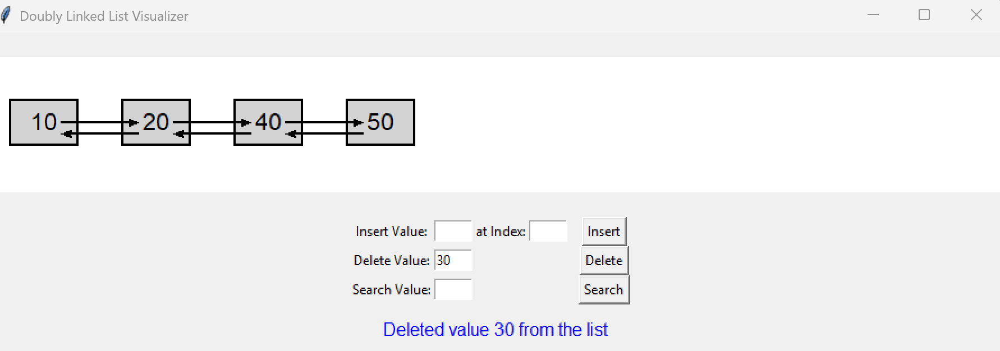 Doubly Linked List Visualizer
10 20 40 50
Insert Value: at Index: Insert
Delete Value: 30 Delete
Search Value: Search
Deleted value 30 from the list